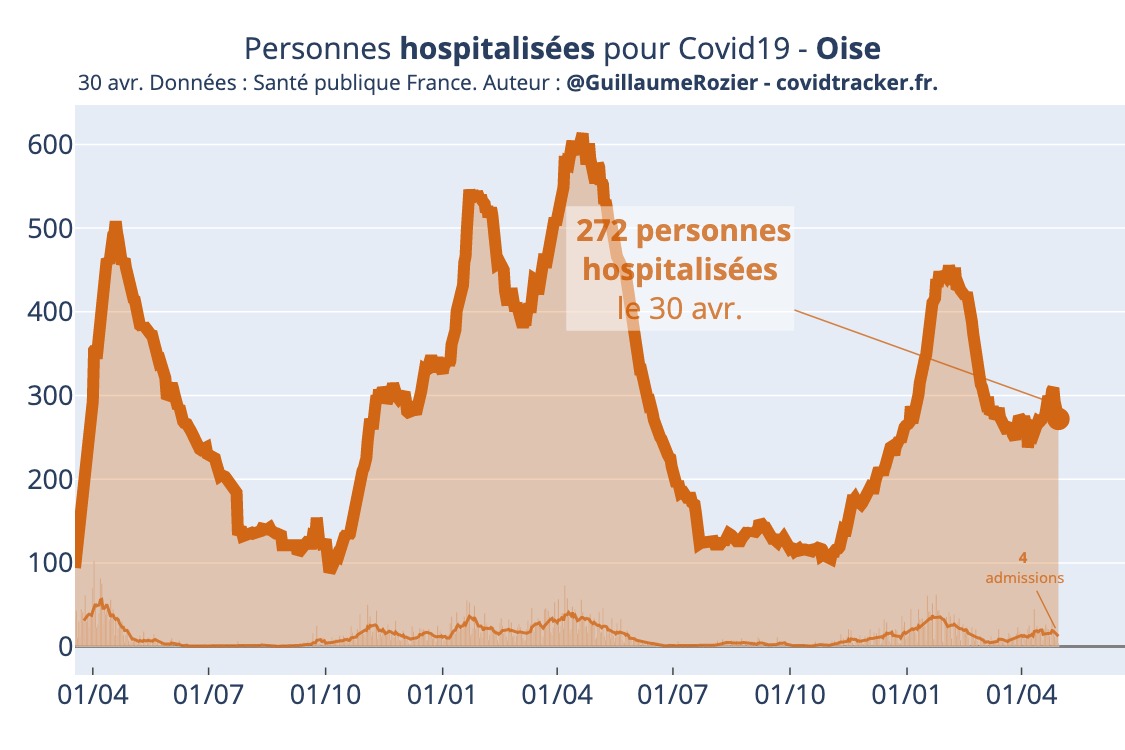 Personnes hospitalisées pour Covid19 - Oise
30 avr. Données : Santé publique France. Auteur : @GuillaumeRozier - covidtracker.fr.
600
500
272 personnes
hospitalisées
le 30 avr.
400
300
200
100
4
admissions
0
01/04 01/07 01/10 01/01 01/04 01/07 01/10 01/01 01/04